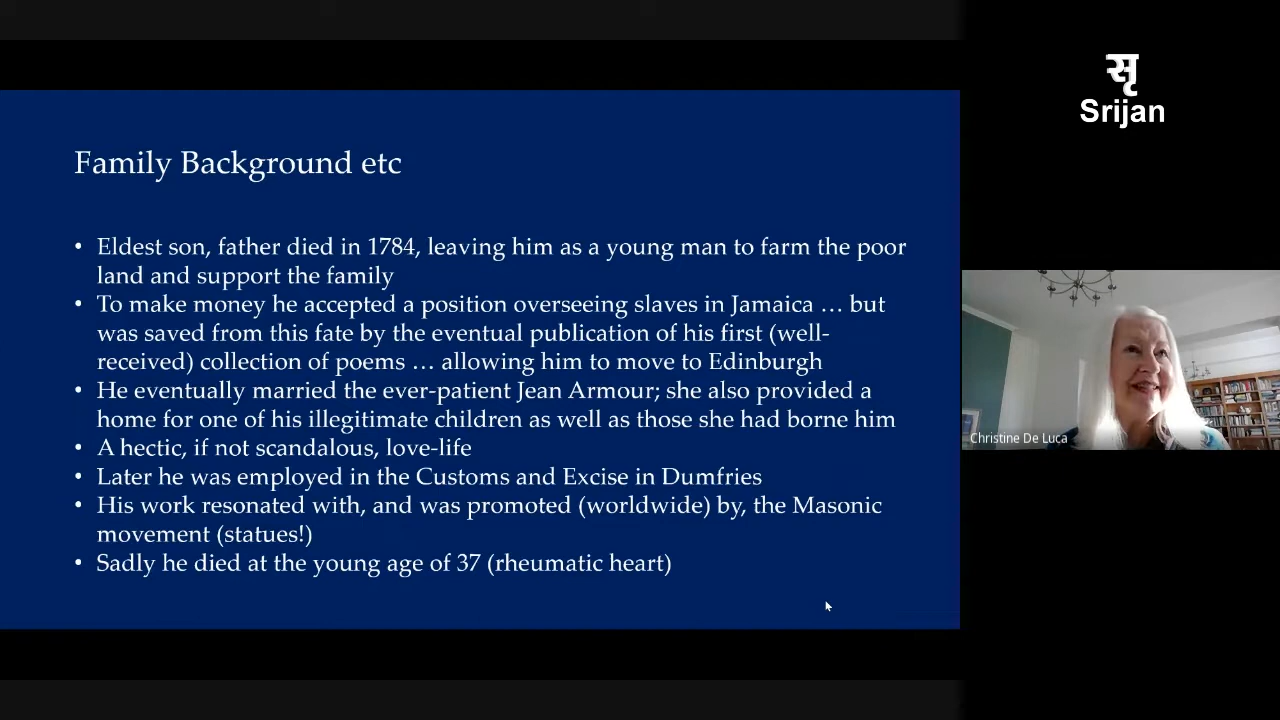 सृ
Srijan
Family Background etc
• Eldest son, father died in 1784, leaving him as a young man to farm the poor
land and support the family
• To make money he accepted a position overseeing slaves in Jamaica … but
was saved from this fate by the eventual publication of his first (well-
received) collection of poems … allowing him to move to Edinburgh
• He eventually married the ever-patient Jean Armour; she also provided a
home for one of his illegitimate children as well as those she had borne him
• A hectic, if not scandalous, love-life
• Later he was employed in the Customs and Excise in Dumfries
• His work resonated with, and was promoted (worldwide) by, the Masonic
movement (statues!)
• Sadly he died at the young age of 37 (rheumatic heart)
Christine De Luca